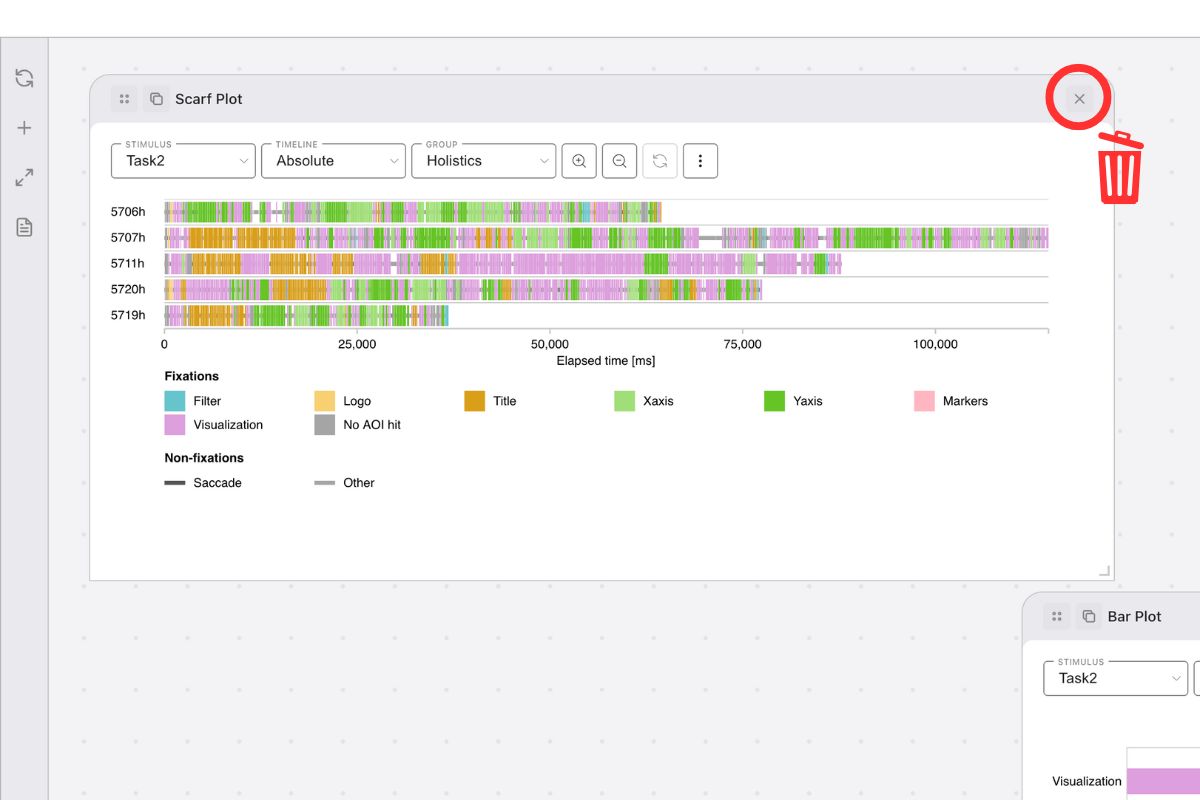 Scarf Plot
STIMULUS TIMELINE GROUP
Task2 Absolute Holistics
5706h
5707h
5711h
5720h
5719h
0 25,000 50,000 75,000 100,000
Elapsed time [ms]
Fixations
Filter Logo Title Xaxis Yaxis Markers
Visualization No AOI hit
Non-fixations
Saccade Other
Bar Plot
STIMULUS
Task2
Visualization